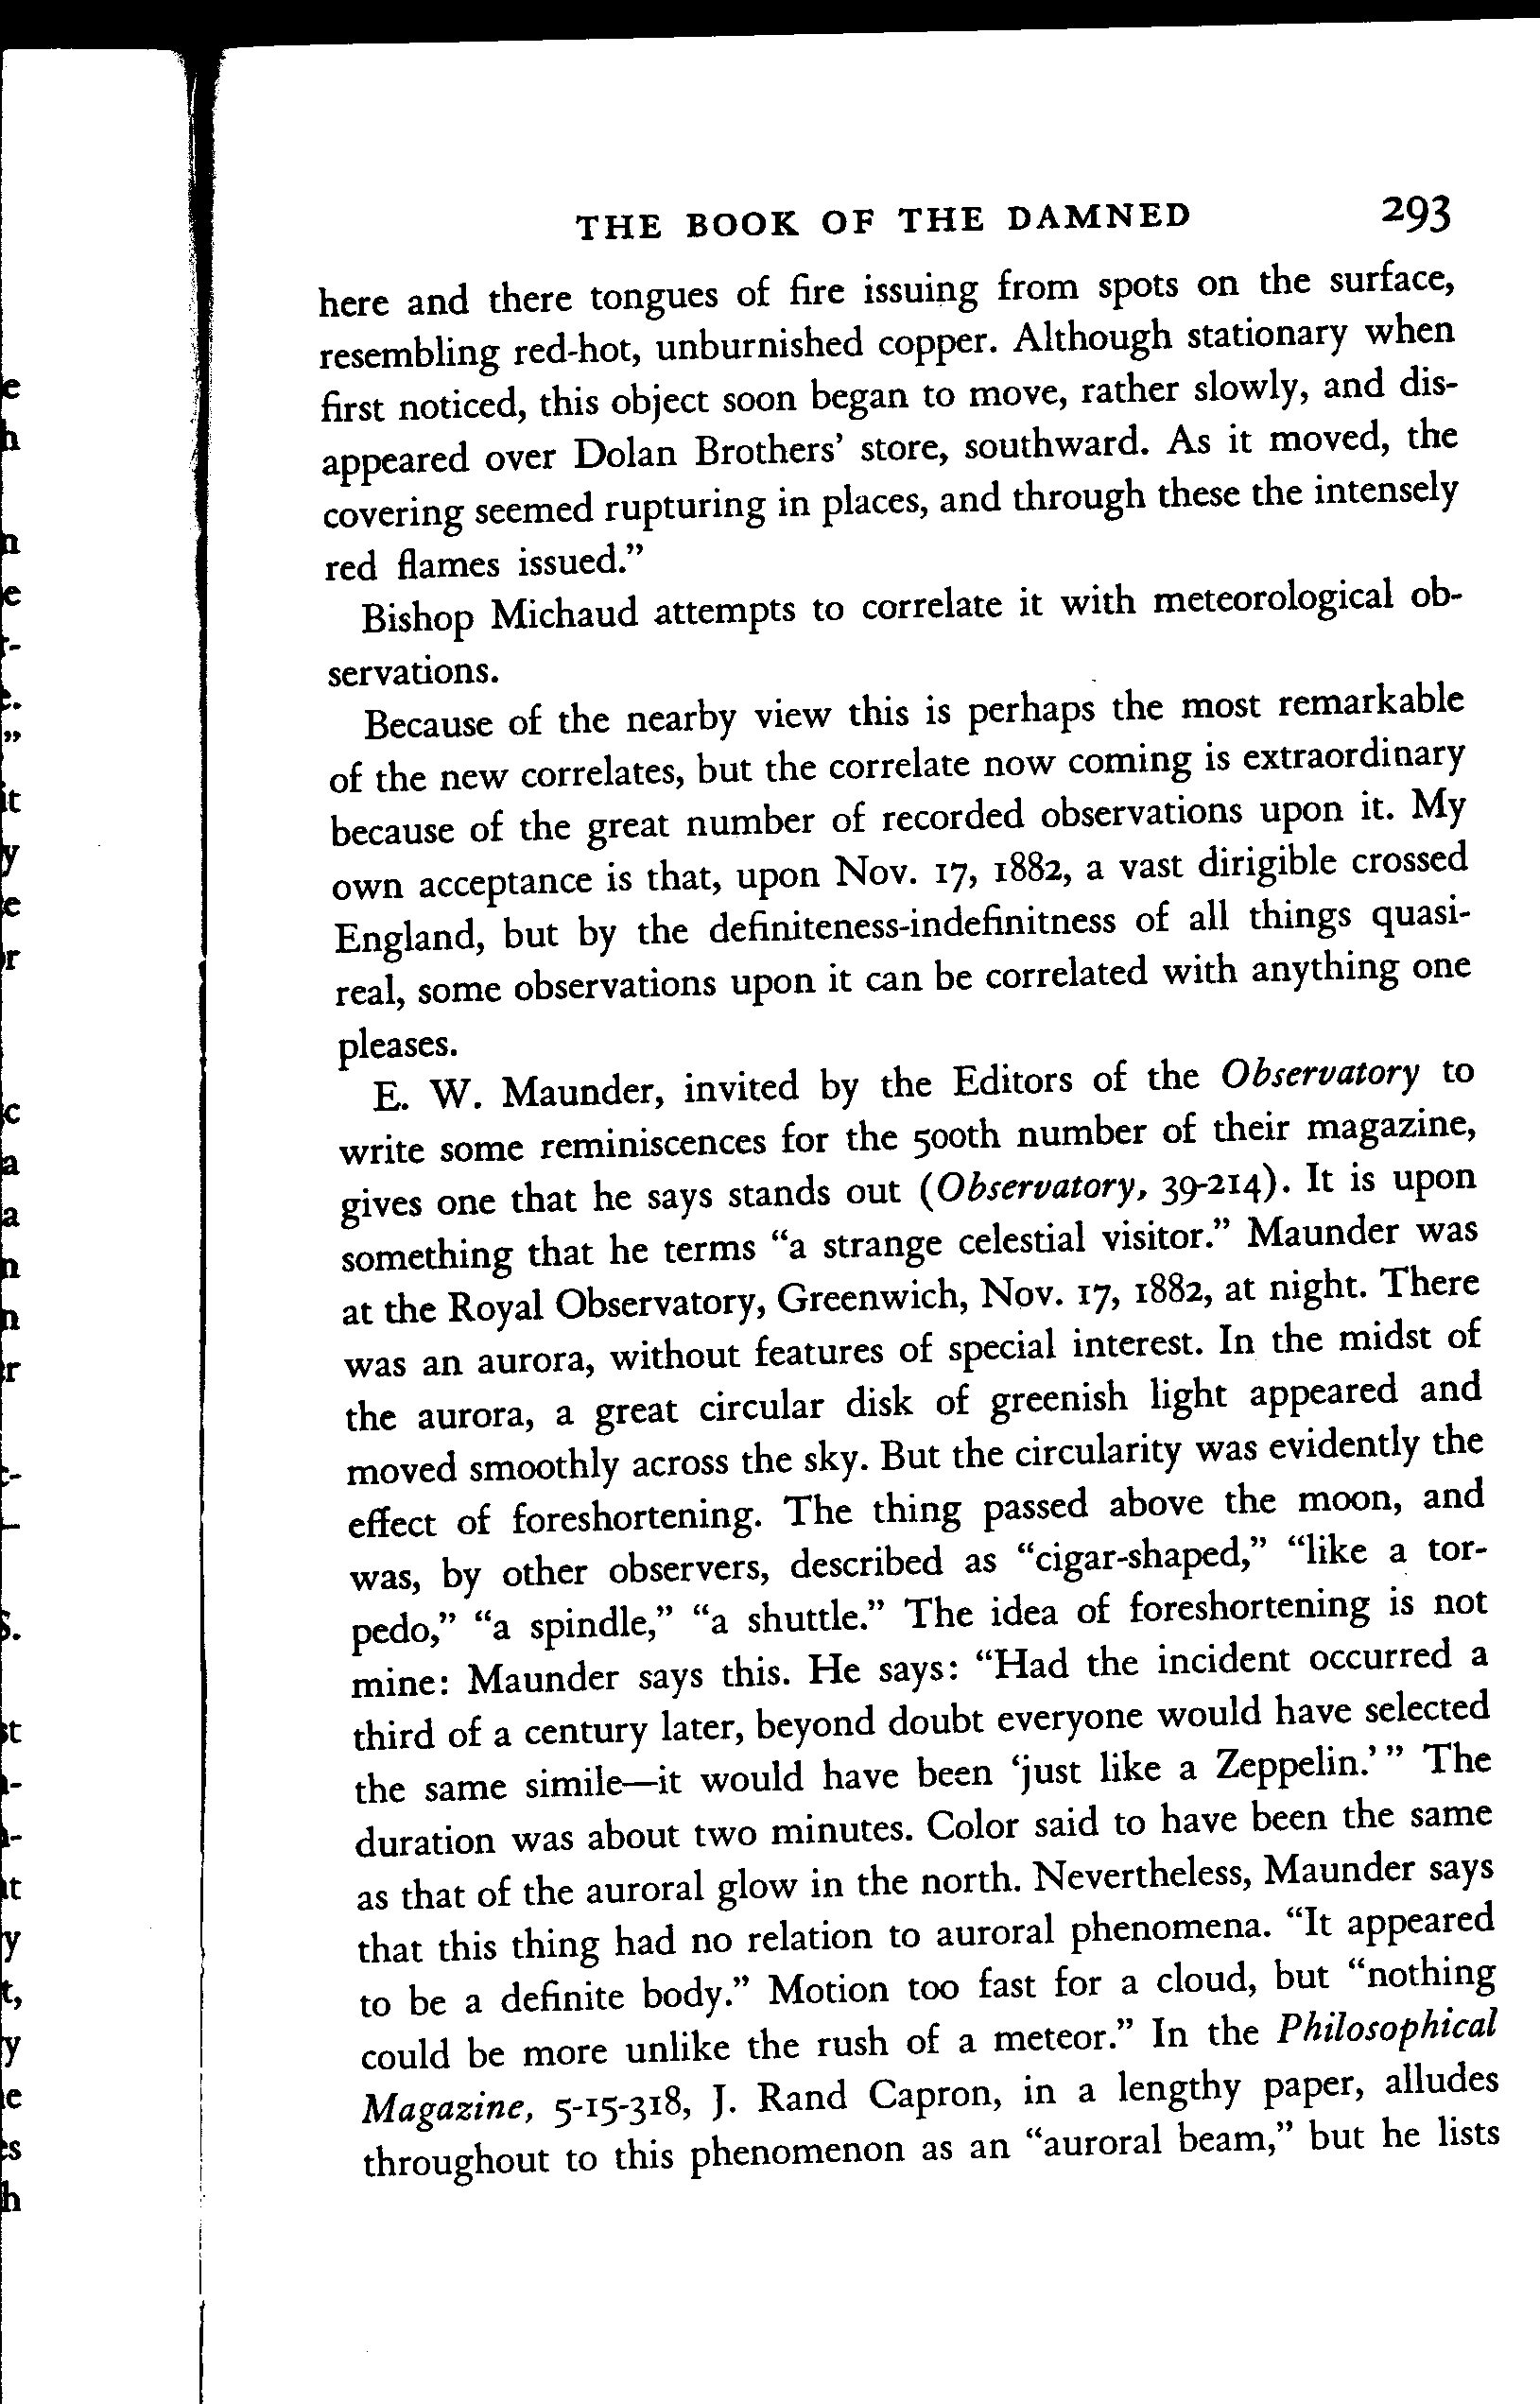 THE BOOK OF THE DAMNED 293
here and there tongues of fire issuing from spots on the surface,
resembling red-hot, unburnished copper. Although stationary when
first noticed, this object soon began to move, rather slowly, and dis-
appeared over Dolan Brothers' store, southward. As it moved, the
covering seemed rupturing in places, and through these the intensely
red flames issued.”
Bishop Michaud attempts to correlate it with meteorological ob-
servations.
Because of the nearby view this is perhaps the most remarkable
of the new correlates, but the correlate now coming is extraordinary
because of the great number of recorded observations upon it. My
own acceptance is that, upon Nov. 17, 1882, a vast dirigible crossed
England, but by the definiteness-indefinitness of all things quasi-
real, some observations upon it can be correlated with anything one
pleases.
E. W. Maunder, invited by the Editors of the Observatory to
write some reminiscences for the 500th number of their magazine,
gives one that he says stands out (Observatory, 39-214). It is upon
something that he terms “a strange celestial visitor.” Maunder was
at the Royal Observatory, Greenwich, Nov. 17, 1882, at night. There
was an aurora, without features of special interest. In the midst of
the aurora, a great circular disk of greenish light appeared and
moved smoothly across the sky. But the circularity was evidently the
effect of foreshortening. The thing passed above the moon, and
was, by other observers, described as “cigar-shaped,” “like a tor-
pedo,” “a spindle,” “a shuttle.” The idea of foreshortening is not
mine: Maunder says this. He says: “Had the incident occurred a
third of a century later, beyond doubt everyone would have selected
the same simile—it would have been ‘just like a Zeppelin.’” The
duration was about two minutes. Color said to have been the same
as that of the auroral glow in the north. Nevertheless, Maunder says
that this thing had no relation to auroral phenomena. “It appeared
to be a definite body.” Motion too fast for a cloud, but “nothing
could be more unlike the rush of a meteor.” In the Philosophical
Magazine, 5-15-318, J. Rand Capron, in a lengthy paper, alludes
throughout to this phenomenon as an “auroral beam,” but he lists